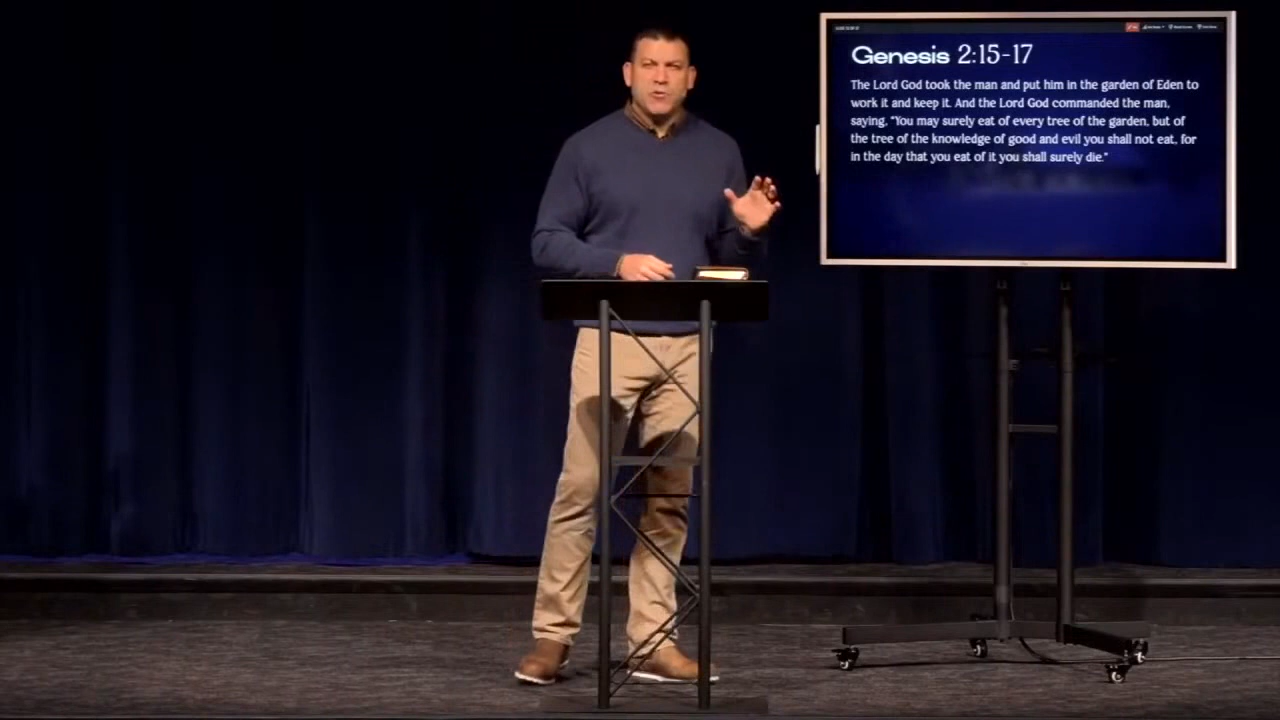 Genesis 2:15-17
The Lord God took the man and put him in the garden of Eden to
work it and keep it. And the Lord God commanded the man,
saying, "You may surely eat of every tree of the garden, but of
the tree of the knowledge of good and evil you shall not eat, for
in the day that you eat of it you shall surely die."